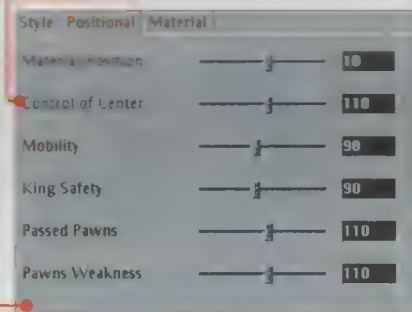 Style Positional Material
Material Position 10
Control of Center 110
Mobility 90
King Safety 90
Passed Pawns 110
Pawns Weakness 110